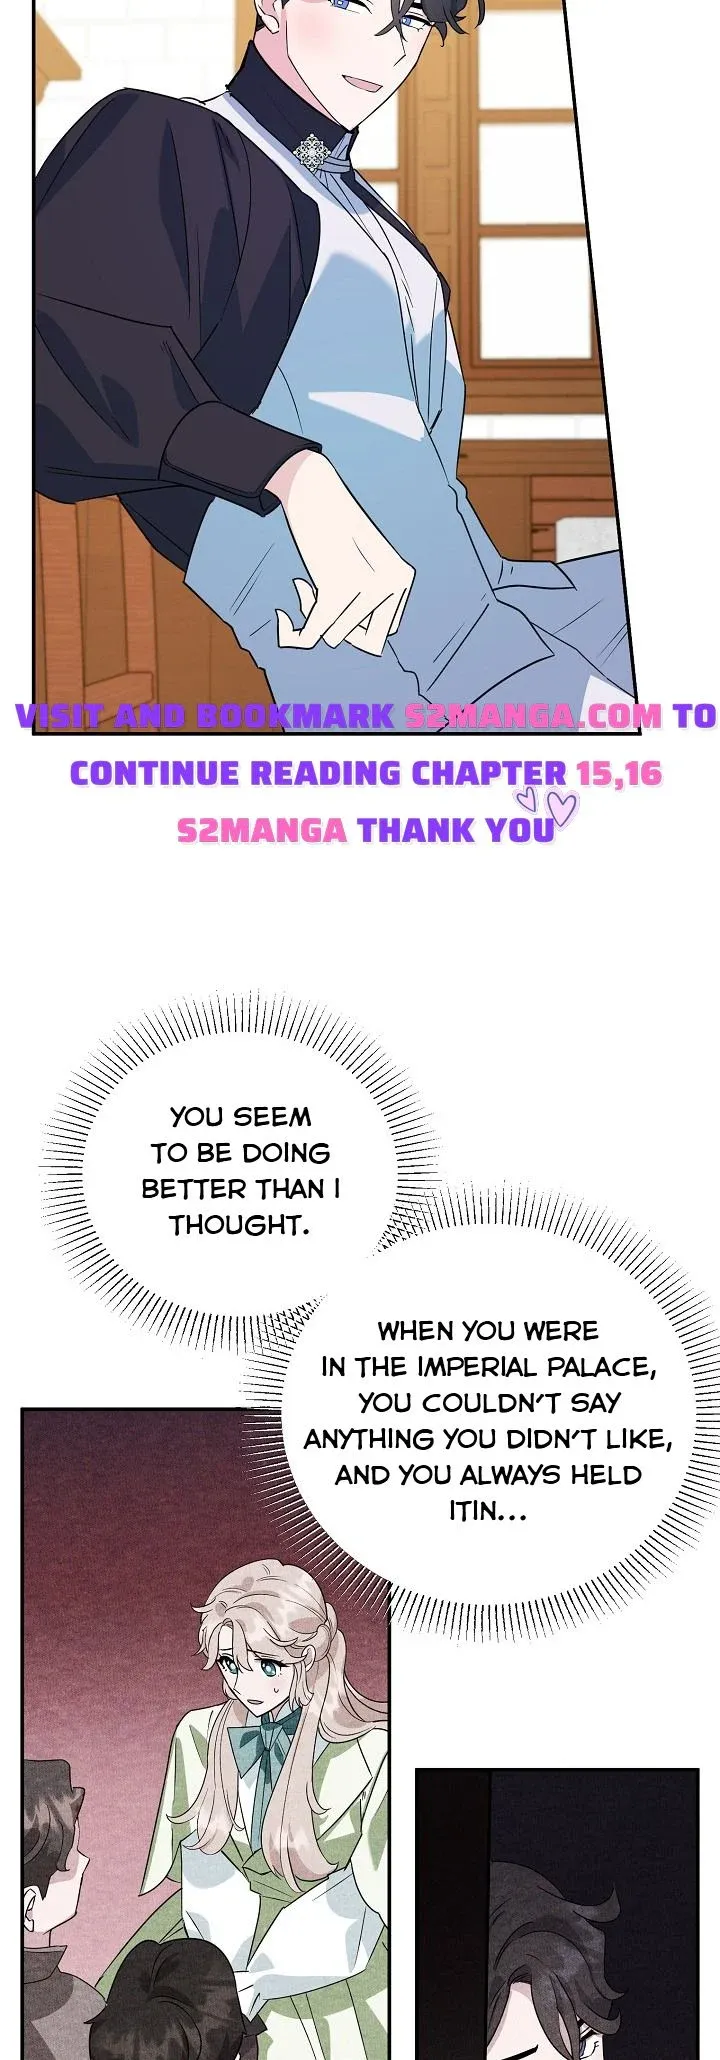 VISIT AND BOOKMARK S2MANGA.COM TO
CONTINUE READING CHAPTER 15,16
S2MANGA THANK YOU
YOU SEEM
TO BE DOING
BETTER THAN I
THOUGHT.
WHEN YOU WERE
IN THE IMPERIAL PALACE,
YOU COULDN'T SAY
ANYTHING YOU DIDN'T LIKE,
AND YOU ALWAYS HELD
ITIN...